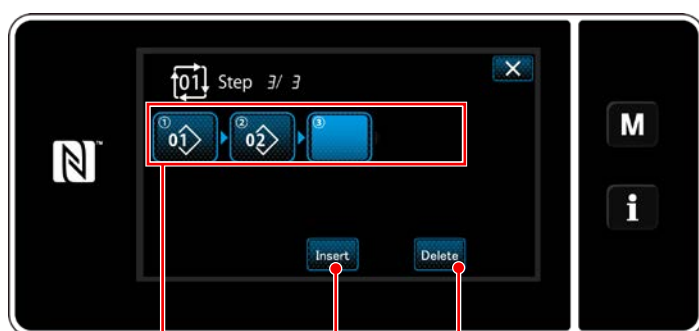 01 Step 3/ 3
① 01 ② 02 ③
M
i
Insert Delete